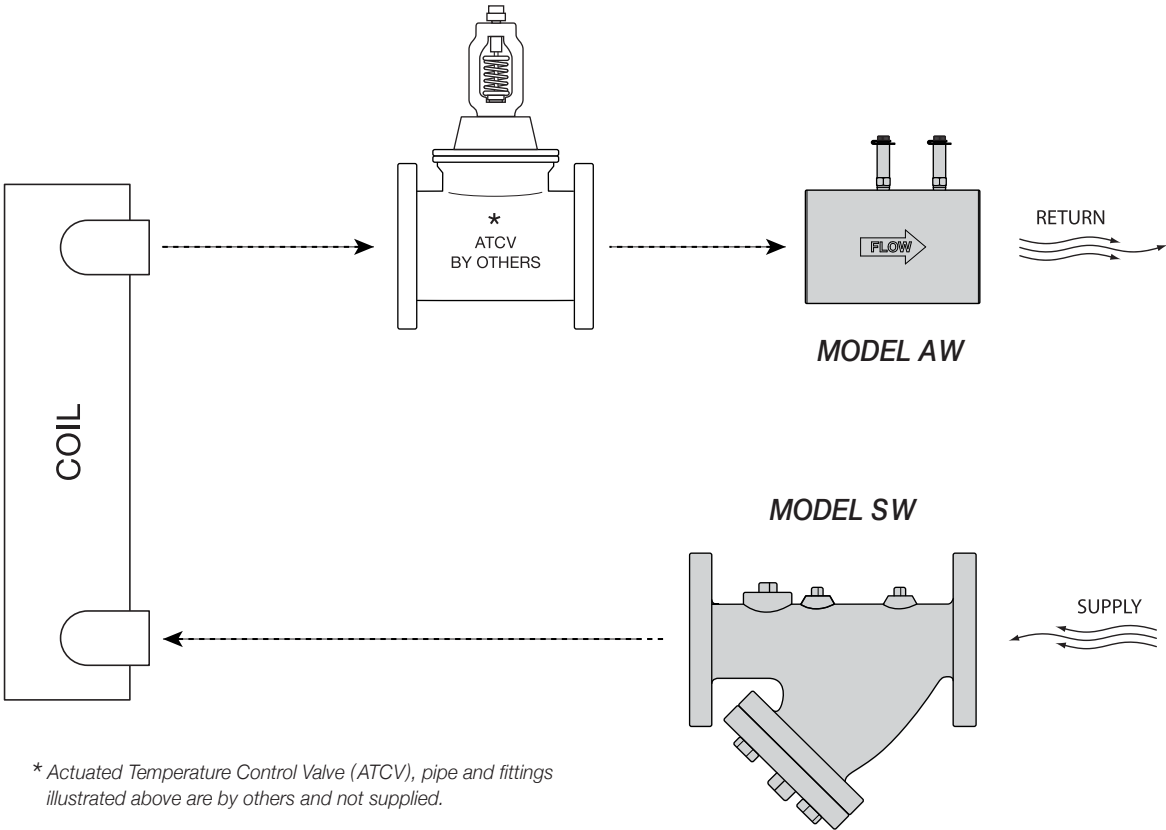 *
ATCV
BY OTHERS
FLOW
RETURN
MODEL AW
COIL
MODEL SW
SUPPLY
* Actuated Temperature Control Valve (ATCV), pipe and fittings
illustrated above are by others and not supplied.